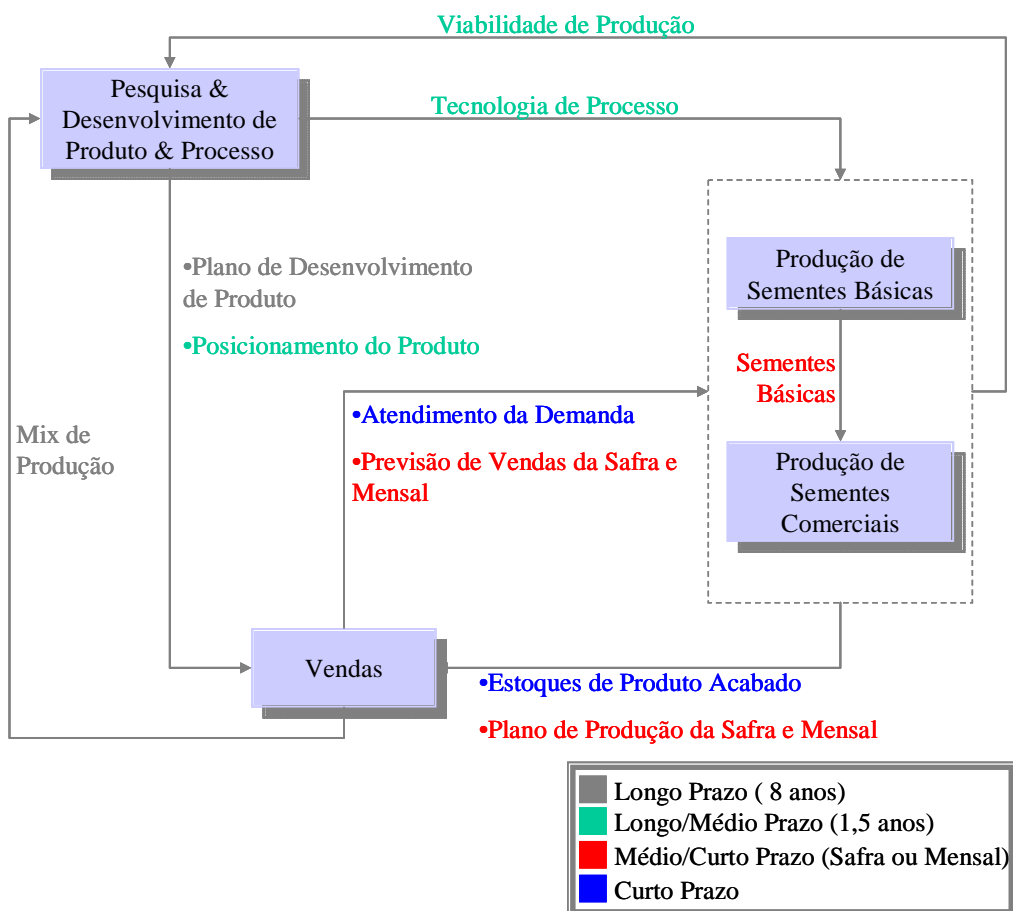 Viabilidade de Produção
Pesquisa &
Desenvolvimento de
Produto & Processo
Tecnologia de Processo
•Plano de Desenvolvimento
de Produto
•Posicionamento do Produto
Produção de
Sementes Básicas
Sementes
Básicas
•Atendimento da Demanda
•Previsão de Vendas da Safra e
Mensal
Mix de
Produção
Produção de
Sementes
Comerciais
Vendas
•Estoques de Produto Acabado
•Plano de Produção da Safra e Mensal
Longo Prazo ( 8 anos)
Longo/Médio Prazo (1,5 anos)
Médio/Curto Prazo (Safra ou Mensal)
Curto Prazo